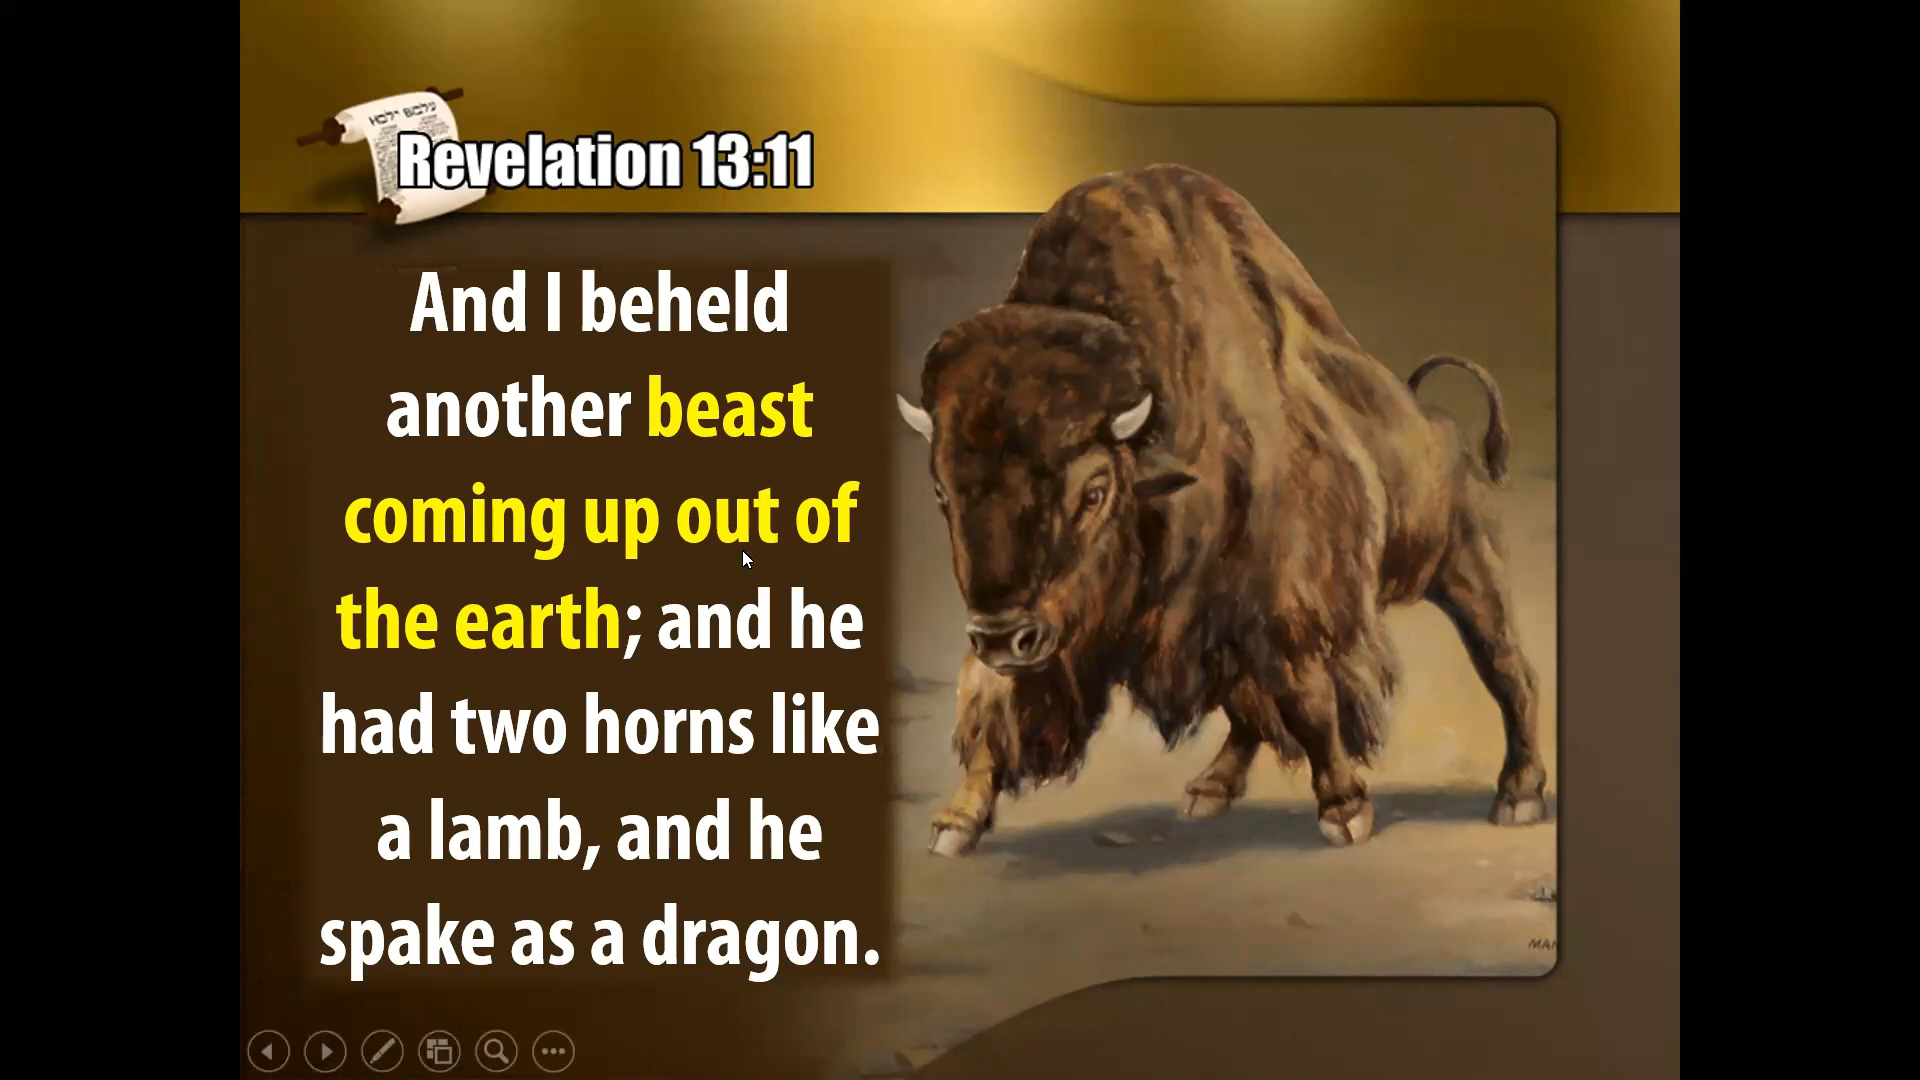 Revelation 13:11
And I beheld
another beast
coming up out of
the earth; and he
had two horns like
a lamb, and he
spake as a dragon.